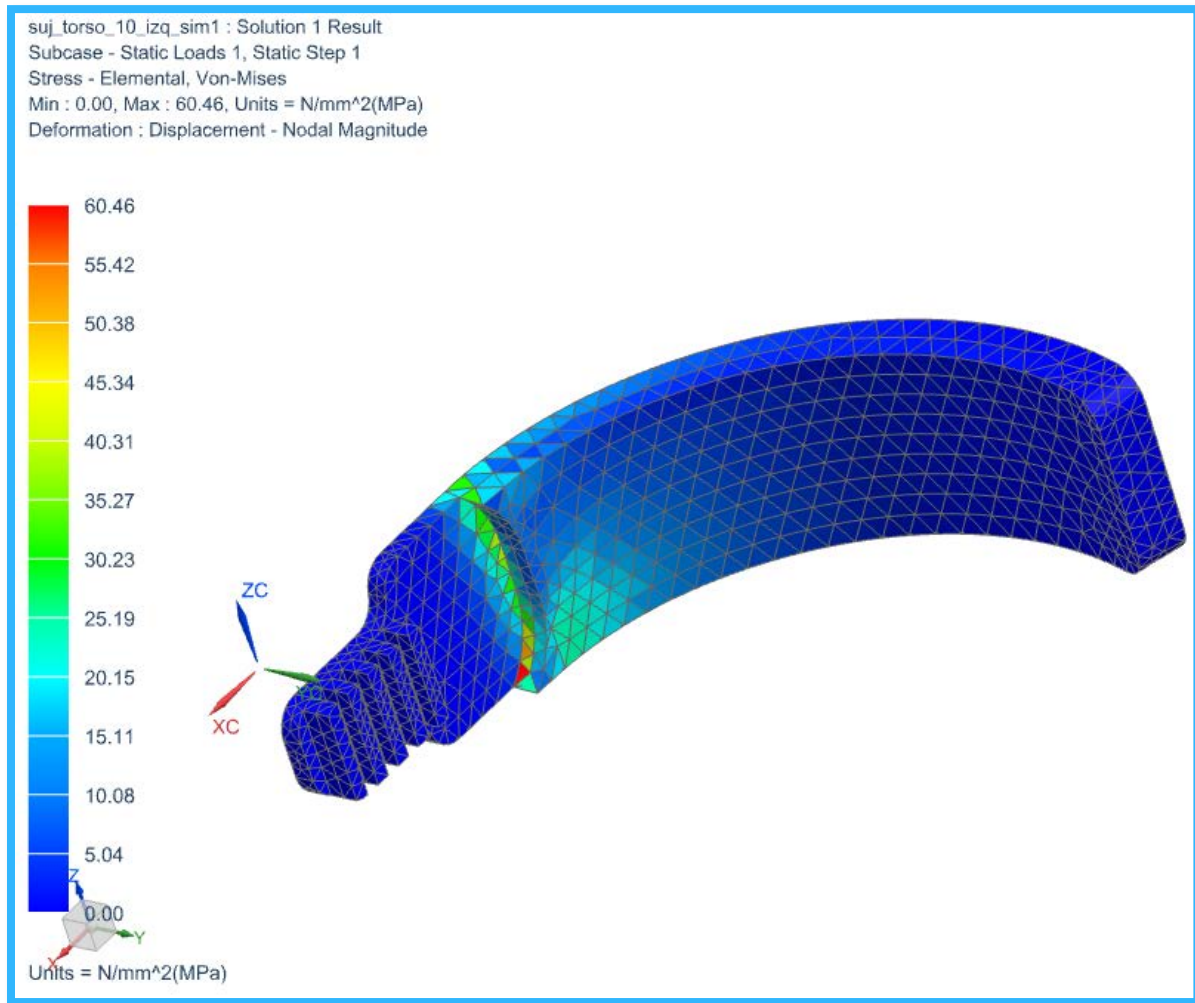 suj_torso_10_izq_sim1 : Solution 1 Result
Subcase - Static Loads 1, Static Step 1
Stress - Elemental, Von-Mises
Min : 0.00, Max : 60.46, Units = N/mm^2(MPa)
Deformation : Displacement - Nodal Magnitude
60.46
55.42
50.38
45.34
40.31
35.27
30.23
25.19
20.15
15.11
10.08
5.04
0.00
ZC
XC
Z
Y
X
Units = N/mm^2(MPa)